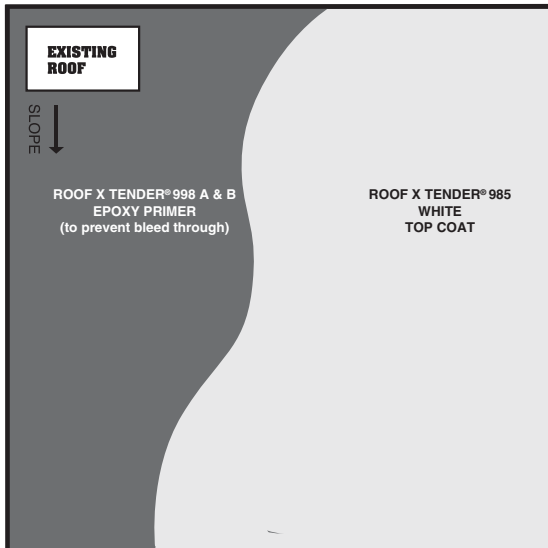 EXISTING
ROOF
SLOPE
ROOF X TENDER® 998 A & B
EPOXY PRIMER
(to prevent bleed through)
ROOF X TENDER® 985
WHITE
TOP COAT